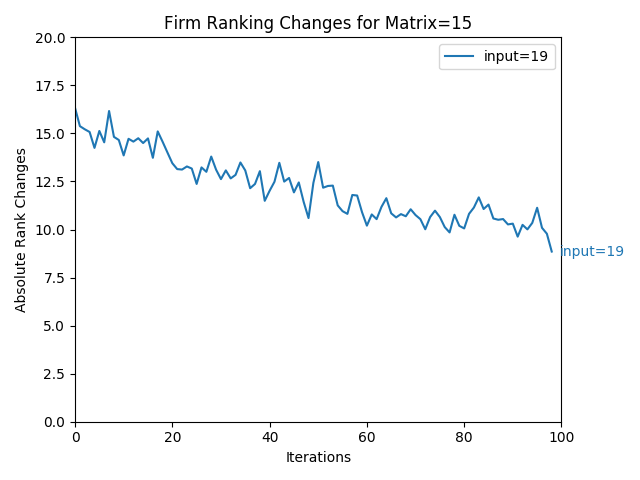 Firm Ranking Changes for Matrix=15
20.0
17.5
15.0
12.5
10.0
7.5
5.0
2.5
0.0
Absolute Rank Changes
input=19
input=19
0 20 40 60 80 100
Iterations